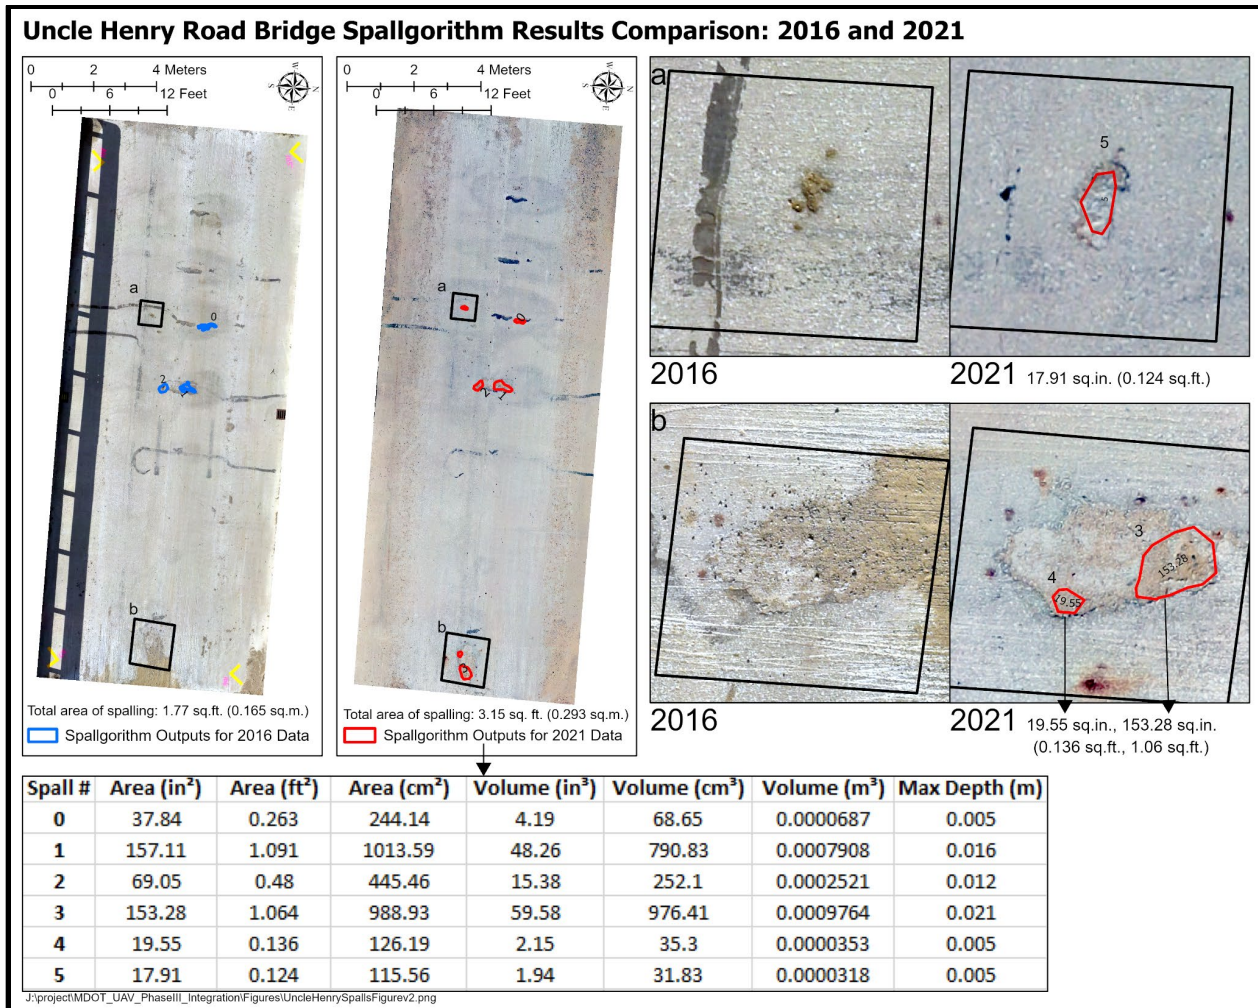 Uncle Henry Road Bridge Spallgorithm Results Comparison: 2016 and 2021
0 2 4 Meters
0 6 12 Feet
W
S N
E
a
0
2
1
b
Total area of spalling: 1.77 sq.ft. (0.165 sq.m.)
Spallgorithm Outputs for 2016 Data
0 2 4 Meters
0 6 12 Feet
W
S N
E
a
0
2 1
b
3
Total area of spalling: 3.15 sq. ft. (0.293 sq.m.)
Spallgorithm Outputs for 2021 Data
a
5
2016
2021 17.91 sq.in. (0.124 sq.ft.)
b
3
153.28
4
19.55
2016
2021 19.55 sq.in., 153.28 sq.in.
(0.136 sq.ft., 1.06 sq.ft.)
Spall # Area (in²) Area (ft²) Area (cm²) Volume (in³) Volume (cm³) Volume (m³) Max Depth (m)
0 37.84 0.263 244.14 4.19 68.65 0.0000687 0.005
1 157.11 1.091 1013.59 48.26 790.83 0.0007908 0.016
2 69.05 0.48 445.46 15.38 252.1 0.0002521 0.012
3 153.28 1.064 988.93 59.58 976.41 0.0009764 0.021
4 19.55 0.136 126.19 2.15 35.3 0.0000353 0.005
5 17.91 0.124 115.56 1.94 31.83 0.0000318 0.005
J:\project\MDOT_UAV_PhaseIII_Integration\Figures\UncleHenrySpallsFigurev2.png